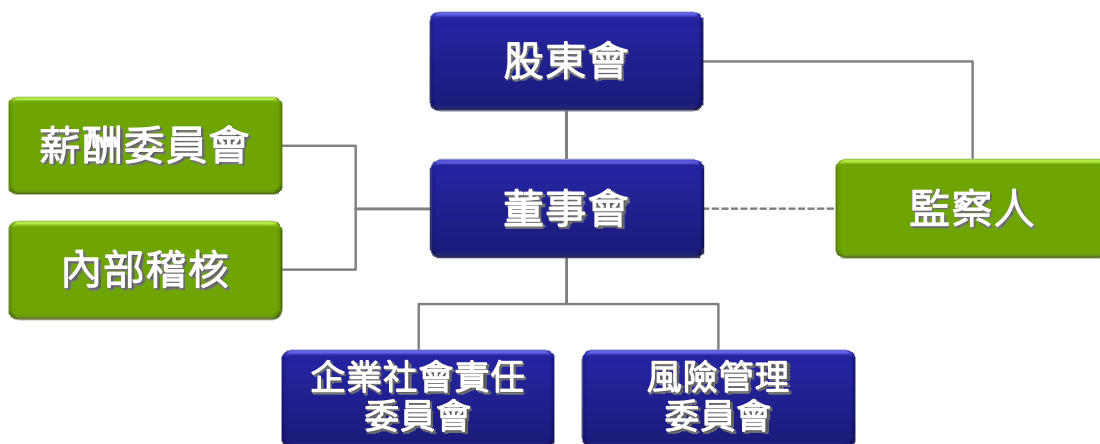 股東會
薪酬委員會
董事會
監察人
內部稽核
企業社會責任
委員會
風險管理
委員會